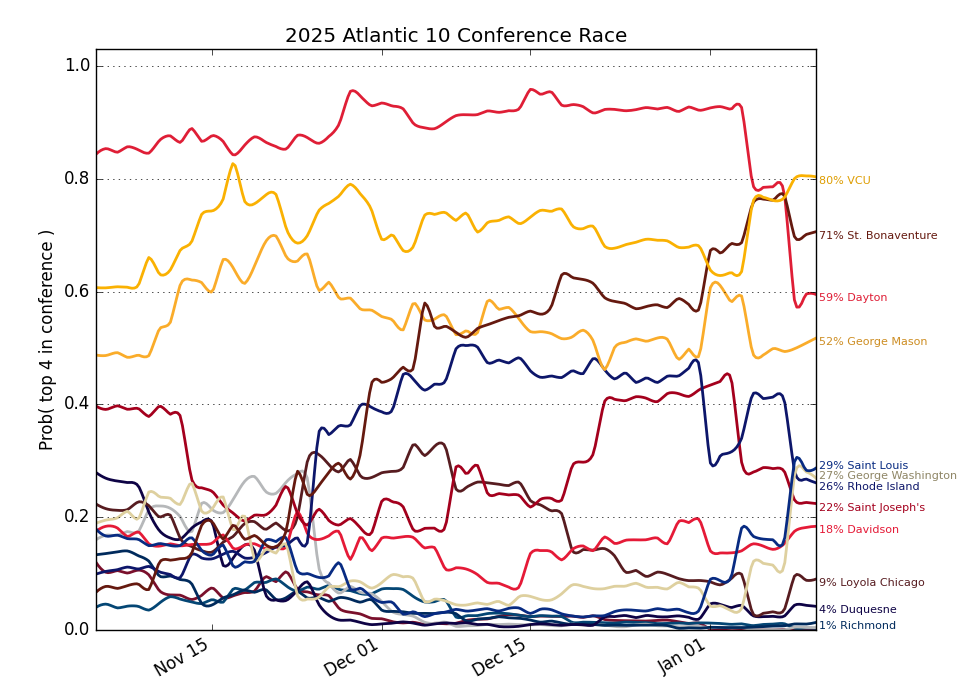 2025 Atlantic 10 Conference Race
Prob( top 4 in conference )
1.0
0.8
0.6
0.4
0.2
0.0
Nov 15
Dec 01
Dec 15
Jan 01
80% VCU
71% St. Bonaventure
59% Dayton
52% George Mason
29% Saint Louis
27% George Washington
26% Rhode Island
22% Saint Joseph's
18% Davidson
9% Loyola Chicago
4% Duquesne
1% Richmond